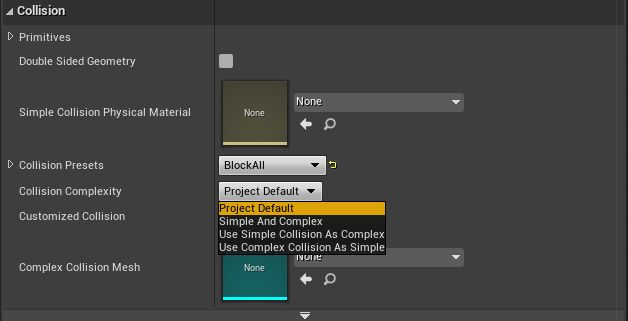 Collision
Primitives
Double Sided Geometry
Simple Collision Physical Material
None
None
Collision Presets
BlockAll
Collision Complexity
Project Default
Project Default
Simple And Complex
Customized Collision
Use Simple Collision As Complex
Use Complex Collision As Simple
Complex Collision Mesh
None
None